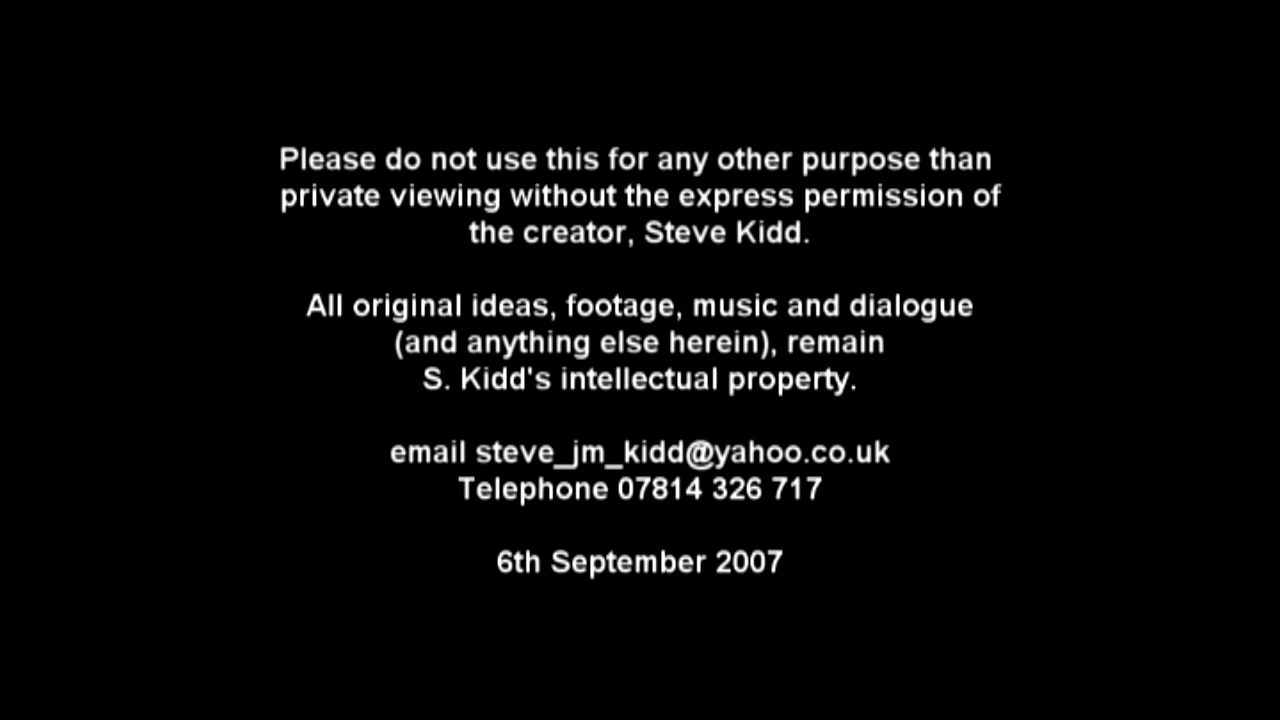 Please do not use this for any other purpose than
private viewing without the express permission of
the creator, Steve Kidd.
All original ideas, footage, music and dialogue
(and anything else herein), remain
S. Kidd's intellectual property.
email steve_jm_kidd@yahoo.co.uk
Telephone 07814 326 717
6th September 2007